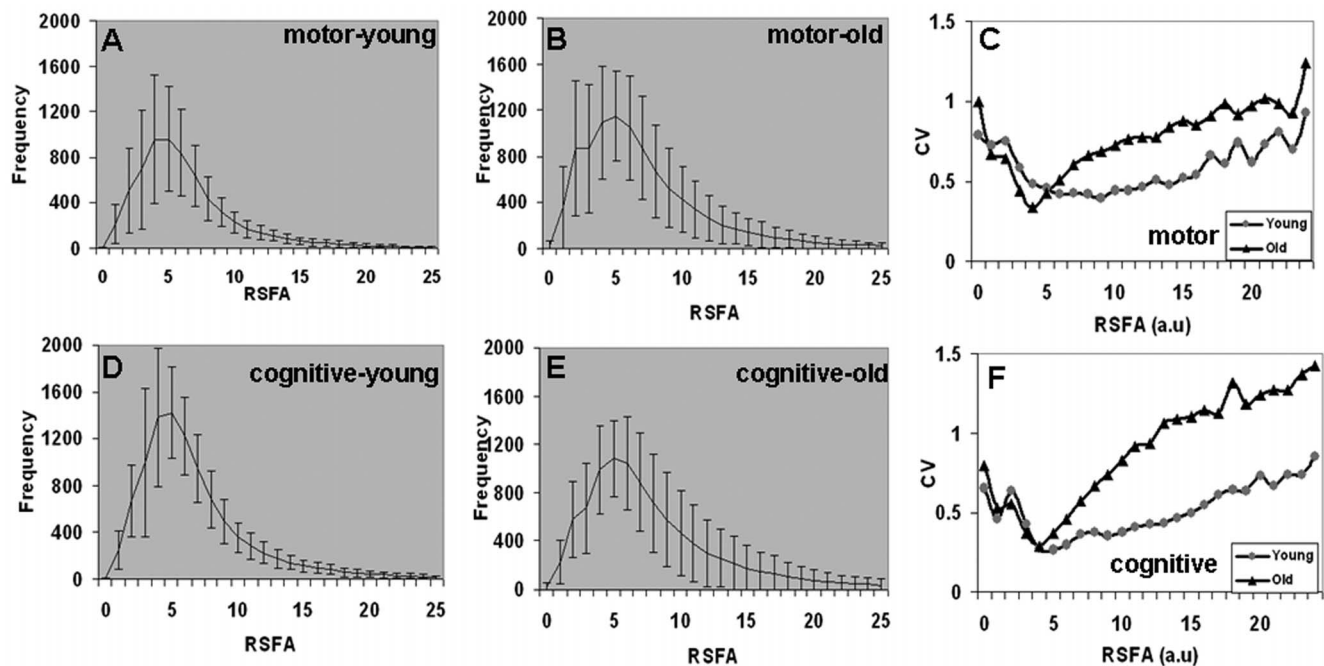 A motor-young
2000
1600
1200
800
400
0
Frequency
0 5 10 15 20 25
RSFA
B motor-old
2000
1600
1200
800
400
0
Frequency
0 5 10 15 20 25
RSFA
C
1.5
1
0.5
0
CV
motor
Young
Old
0 5 10 15 20
RSFA (a.u)
D cognitive-young
2000
1600
1200
800
400
0
Frequency
0 5 10 15 20 25
RSFA
E cognitive-old
2000
1600
1200
800
400
0
Frequency
0 5 10 15 20 25
RSFA
F
1.5
1
0.5
0
CV
cognitive
Young
Old
0 5 10 15 20
RSFA (a.u)